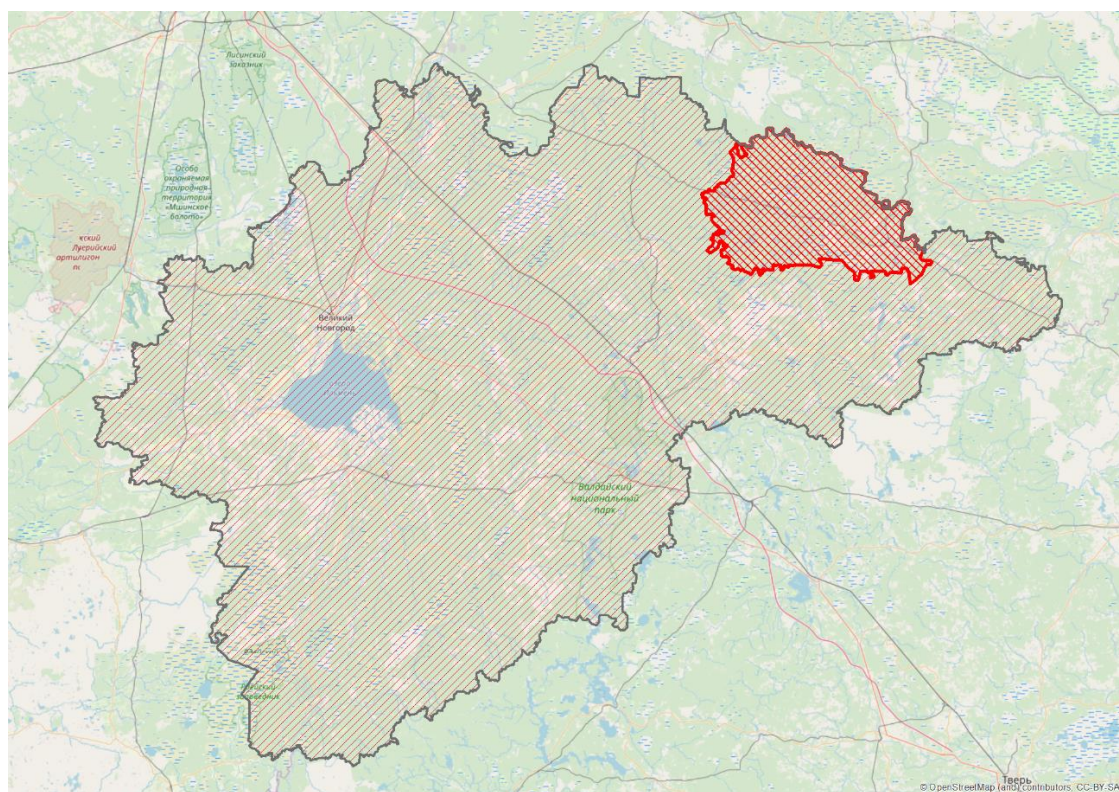 Лисинский
Заказник
Особо
охраняемая
природная
территория
«Мшинское
болото»
Великий
Новгород
Валдайский
национальный
парк
Тверь
© OpenStreetMap (and) contributors, CC-BY-SA